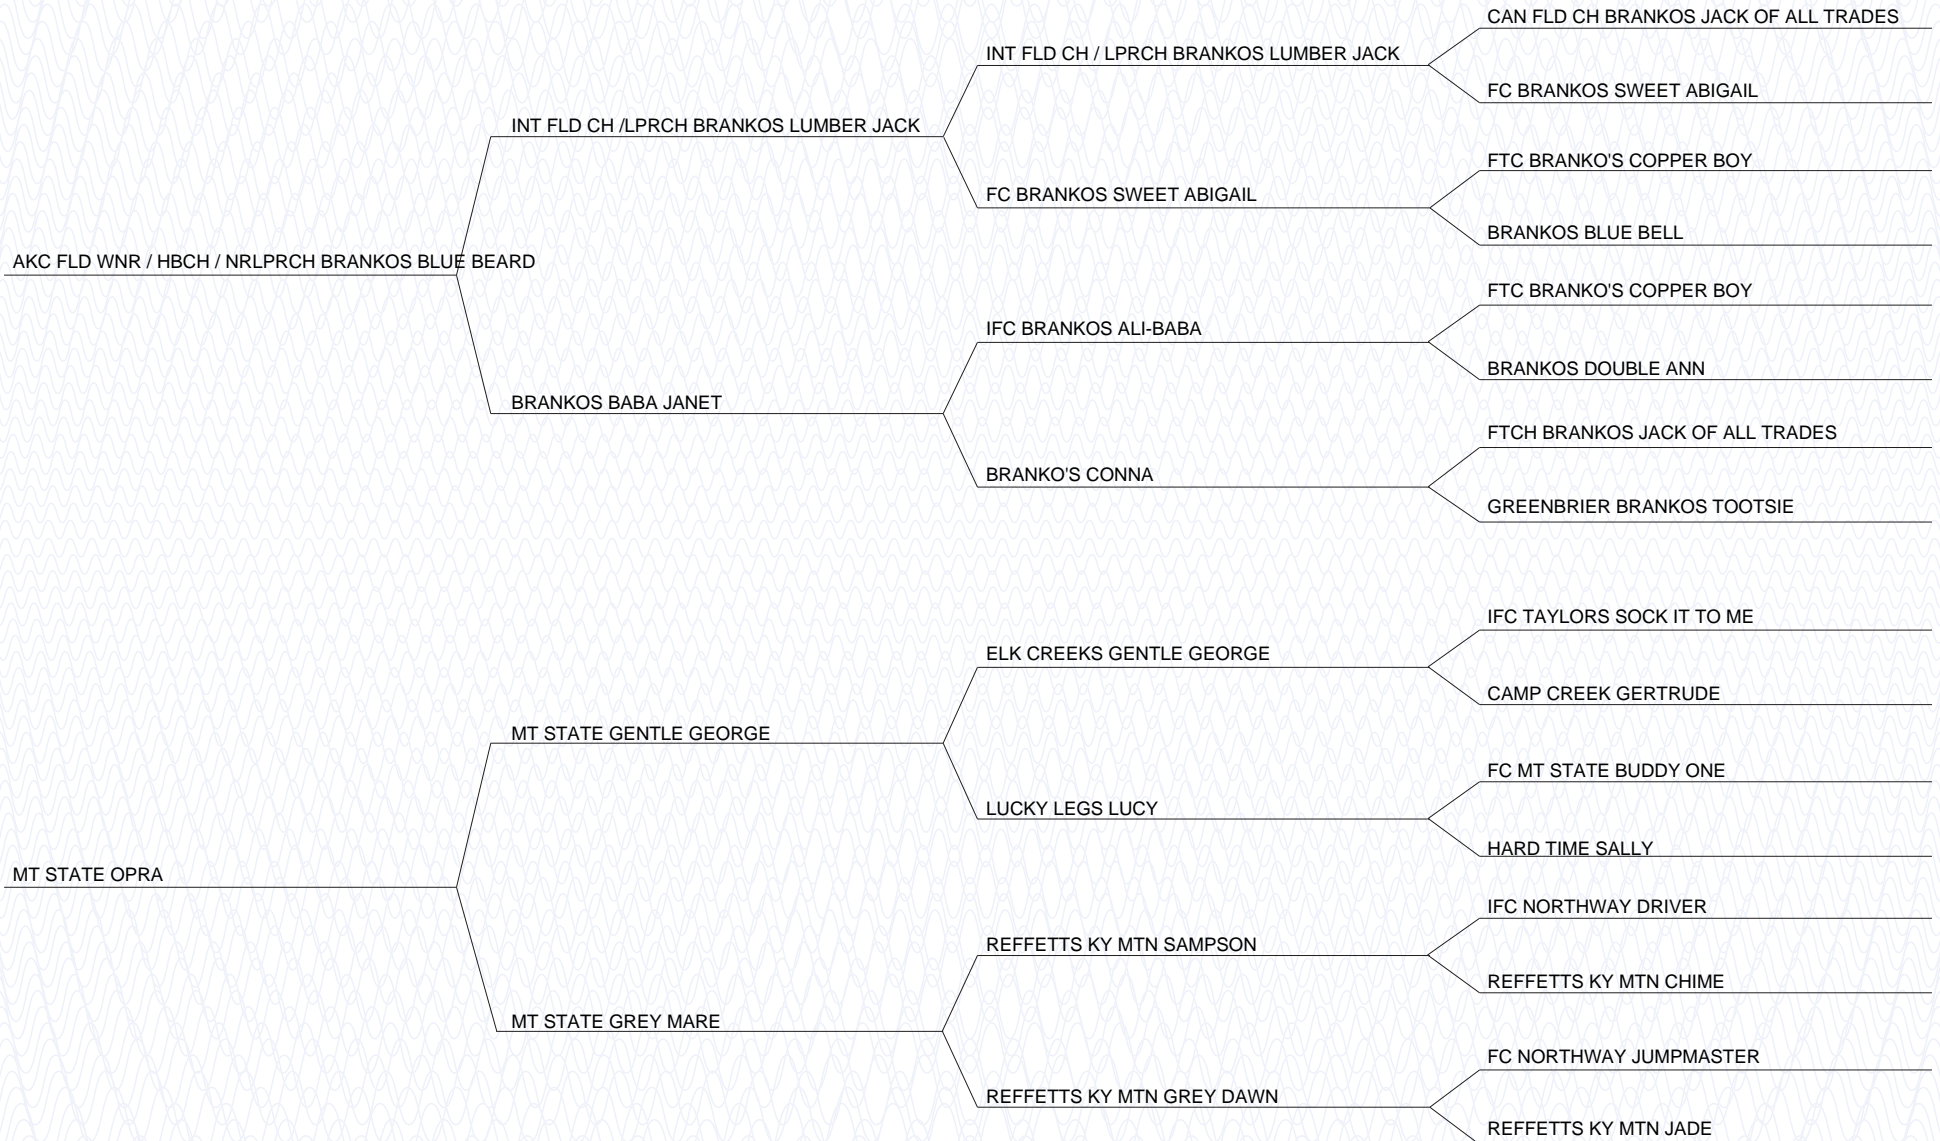 CAN FLD CH BRANKOS JACK OF ALL TRADES
INT FLD CH / LPRCH BRANKOS LUMBER JACK
FC BRANKOS SWEET ABIGAIL
INT FLD CH /LPRCH BRANKOS LUMBER JACK
FTC BRANKO'S COPPER BOY
FC BRANKOS SWEET ABIGAIL
BRANKOS BLUE BELL
AKC FLD WNR / HBCH / NRLPRCH BRANKOS BLUE BEARD
FTC BRANKO'S COPPER BOY
IFC BRANKOS ALI-BABA
BRANKOS DOUBLE ANN
BRANKOS BABA JANET
FTCH BRANKOS JACK OF ALL TRADES
BRANKO'S CONNA
GREENBRIER BRANKOS TOOTSIE
IFC TAYLORS SOCK IT TO ME
ELK CREEKS GENTLE GEORGE
CAMP CREEK GERTRUDE
MT STATE GENTLE GEORGE
FC MT STATE BUDDY ONE
LUCKY LEGS LUCY
HARD TIME SALLY
MT STATE OPRA
IFC NORTHWAY DRIVER
REFFETTS KY MTN SAMPSON
REFFETTS KY MTN CHIME
MT STATE GREY MARE
FC NORTHWAY JUMPMASTER
REFFETTS KY MTN GREY DAWN
REFFETTS KY MTN JADE